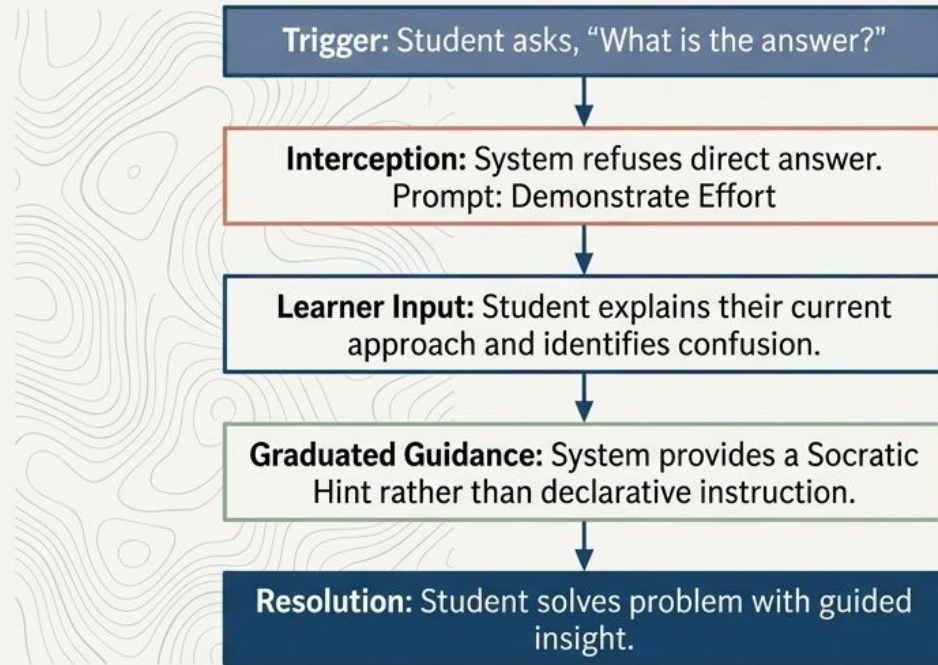 Trigger: Student asks, “What is the answer?”
Interception: System refuses direct answer.
Prompt: Demonstrate Effort
Learner Input: Student explains their current
approach and identifies confusion.
Graduated Guidance: System provides a Socratic
Hint rather than declarative instruction.
Resolution: Student solves problem with guided
insight.